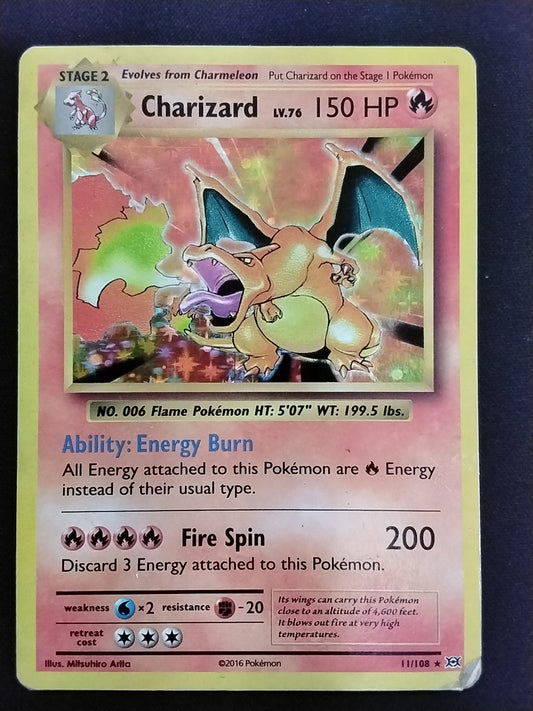 STAGE 2 Evolves from Charmeleon Put Charizard on the Stage 1 Pokémon
Charizard LV.76 150 HP
NO. 006 Flame Pokémon HT: 5'07" WT: 199.5 lbs.
Ability: Energy Burn
All Energy attached to this Pokémon are Energy
instead of their usual type.
Fire Spin 200
Discard 3 Energy attached to this Pokémon.
weakness ×2 resistance -20
retreat
cost
Its wings can carry this Pokémon
close to an altitude of 4,600 feet.
It blows out fire at very high
temperatures.
Illus. Mitsuhiro Arita ©2016 Pokémon 11/108 ★